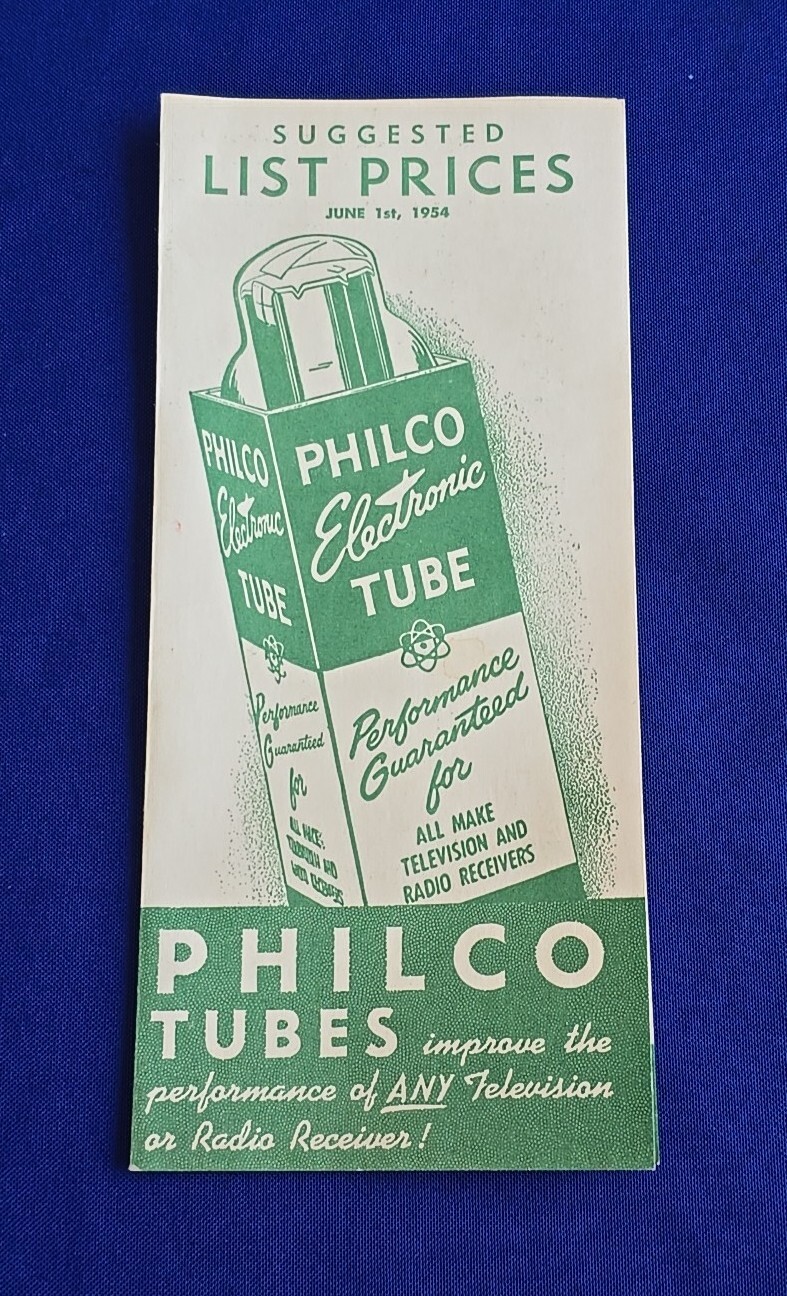 SUGGESTED
LIST PRICES
JUNE 1st, 1954
PHILCO
Electronic
TUBE
Performance
Guaranteed
for
PHILCO
Electronic
TUBE
Performance
Guaranteed
for
ALL MAKE
TELEVISION AND
RADIO RECEIVERS
PHILCO
TUBES improve the
performance of ANY Television
or Radio Receiver!